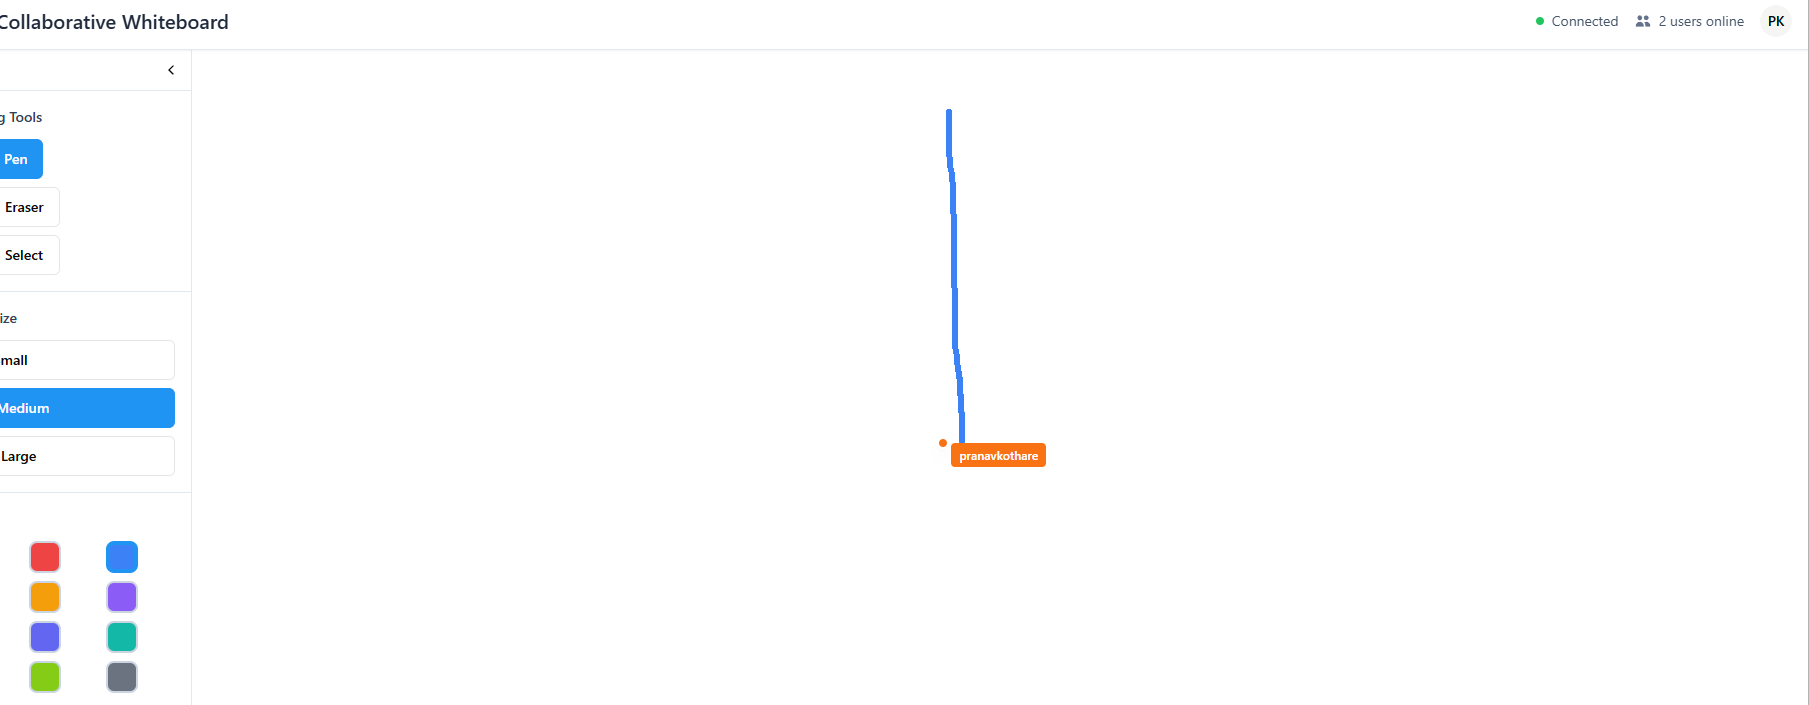 Collaborative Whiteboard
Connected
2 users online
PK
g Tools
Pen
Eraser
Select
ize
mall
Medium
Large
pranavkothare